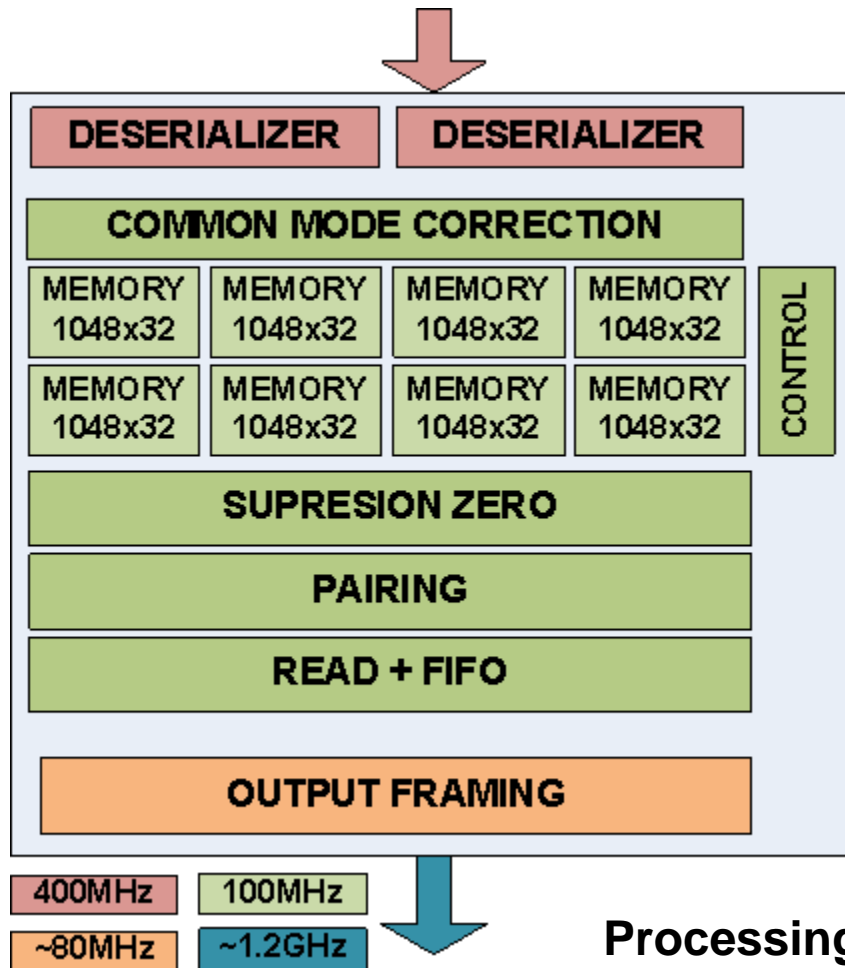 DESERIALIZER DESERIALIZER
COMMON MODE CORRECTION
MEMORY MEMORY MEMORY MEMORY
1048x32 1048x32 1048x32 1048x32
CONTROL
MEMORY MEMORY MEMORY MEMORY
1048x32 1048x32 1048x32 1048x32
SUPRESION ZERO
PAIRING
READ + FIFO
OUTPUT FRAMING
400MHz 100MHz
~80MHz ~1.2GHz
Processing